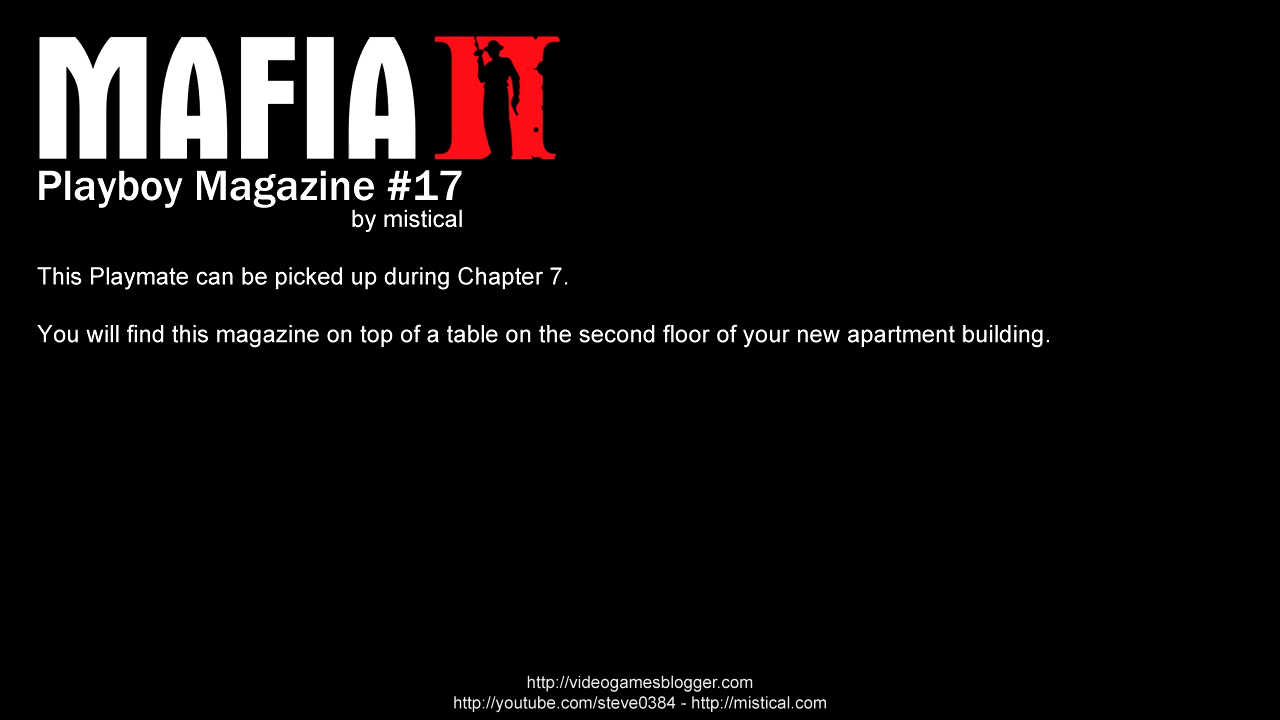 MAFIA II
Playboy Magazine #17
by mistical
This Playmate can be picked up during Chapter 7.
You will find this magazine on top of a table on the second floor of your new apartment building.
http://videogamesblogger.com
http://youtube.com/steve0384 - http://mistical.com